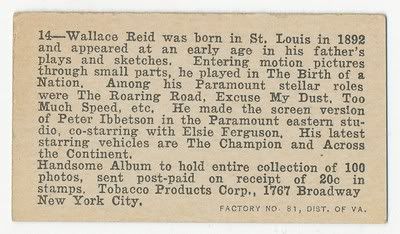 14—Wallace Reid was born in St. Louis in 1892
and appeared at an early age in his father's
plays and sketches. Entering motion pictures
through small parts, he played in The Birth of a
Nation. Among his Paramount stellar roles
were The Roaring Road, Excuse My Dust, Too
Much Speed, etc. He made the screen version
of Peter Ibbetson in the Paramount eastern stu-
dio, co-starring with Elsie Ferguson. His latest
starring vehicles are The Champion and Across
the Continent.
Handsome Album to hold entire collection of 100
photos, sent post-paid on receipt of 20c in
stamps. Tobacco Products Corp., 1767 Broadway
New York City.
FACTORY NO. 81, DIST. OF VA.